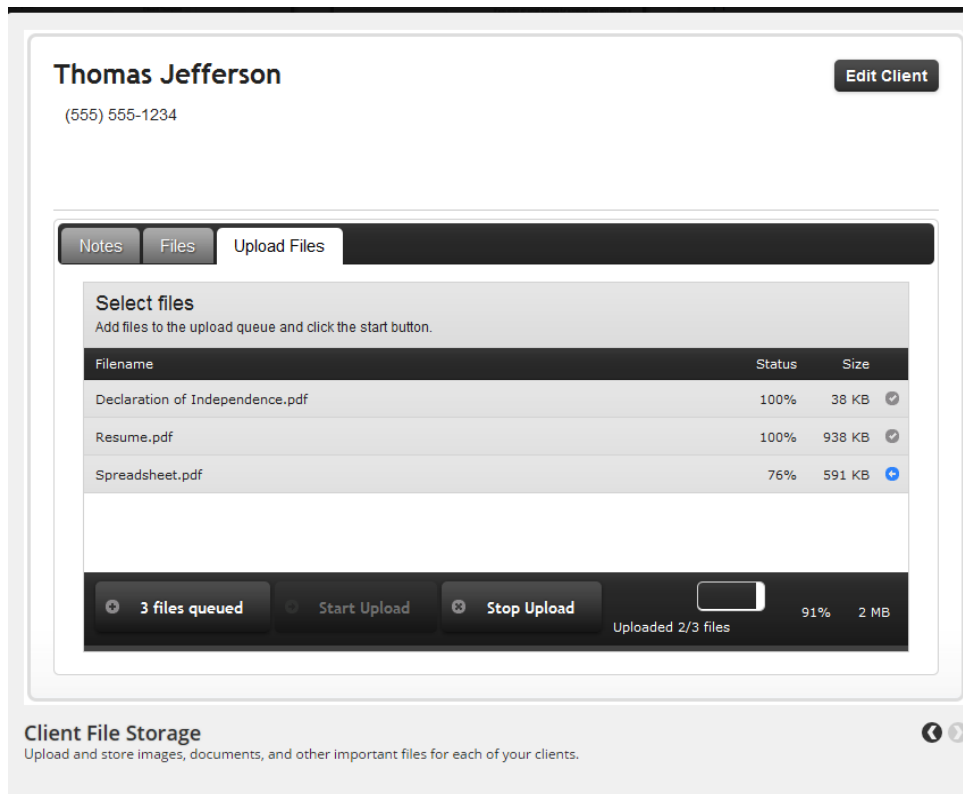 Thomas Jefferson
Edit Client
(555) 555-1234
Notes Files Upload Files
Select files
Add files to the upload queue and click the start button.
Filename Status Size
Declaration of Independence.pdf 100% 38 KB
Resume.pdf 100% 938 KB
Spreadsheet.pdf 76% 591 KB
3 files queued Start Upload Stop Upload
Uploaded 2/3 files 91% 2 MB
Client File Storage
Upload and store images, documents, and other important files for each of your clients.